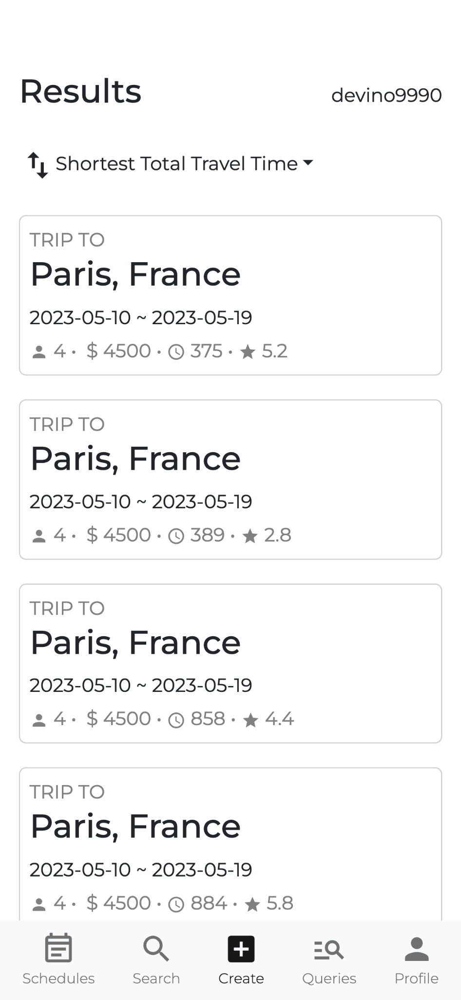 Results
devino9990
Shortest Total Travel Time
TRIP TO
Paris, France
2023-05-10 ~ 2023-05-19
4 • $ 4500 • 375 • 5.2
TRIP TO
Paris, France
2023-05-10 ~ 2023-05-19
4 • $ 4500 • 389 • 2.8
TRIP TO
Paris, France
2023-05-10 ~ 2023-05-19
4 • $ 4500 • 858 • 4.4
TRIP TO
Paris, France
2023-05-10 ~ 2023-05-19
4 • $ 4500 • 884 • 5.8
Schedules Search Create Queries Profile